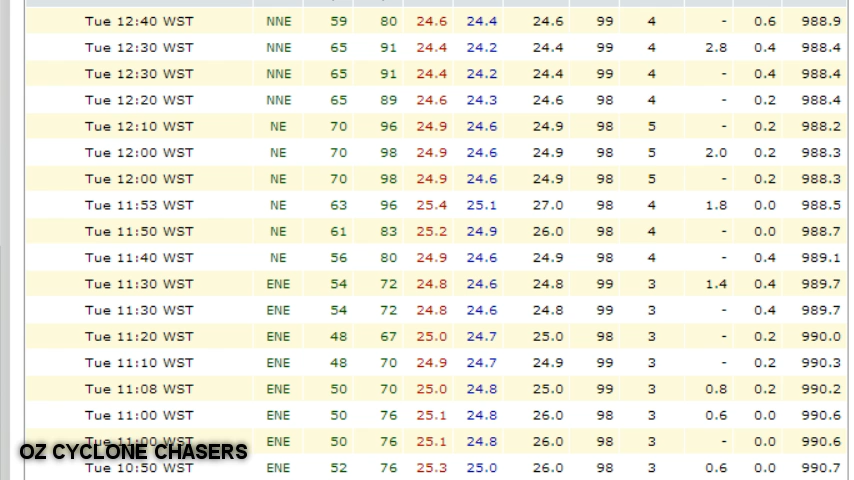 Tue 12:40 WST NNE 59 80 24.6 24.4 24.6 99 4 - 0.6 988.9
Tue 12:30 WST NNE 65 91 24.4 24.2 24.4 99 4 2.8 0.4 988.4
Tue 12:30 WST NNE 65 91 24.4 24.2 24.4 99 4 - 0.4 988.4
Tue 12:20 WST NNE 65 89 24.6 24.3 24.6 98 4 - 0.2 988.4
Tue 12:10 WST NE 70 96 24.9 24.6 24.9 98 5 - 0.2 988.2
Tue 12:00 WST NE 70 98 24.9 24.6 24.9 98 5 2.0 0.2 988.3
Tue 12:00 WST NE 70 98 24.9 24.6 24.9 98 5 - 0.2 988.3
Tue 11:53 WST NE 63 96 25.4 25.1 27.0 98 4 1.8 0.0 988.5
Tue 11:50 WST NE 61 83 25.2 24.9 26.0 98 4 - 0.0 988.7
Tue 11:40 WST NE 56 80 24.9 24.6 24.9 98 4 - 0.4 989.1
Tue 11:30 WST ENE 54 72 24.8 24.6 24.8 99 3 1.4 0.4 989.7
Tue 11:30 WST ENE 54 72 24.8 24.6 24.8 99 3 - 0.4 989.7
Tue 11:20 WST ENE 48 67 25.0 24.7 25.0 98 3 - 0.2 990.0
Tue 11:10 WST ENE 48 70 24.9 24.7 24.9 99 3 - 0.2 990.3
Tue 11:08 WST ENE 50 70 25.0 24.8 25.0 99 3 0.8 0.2 990.2
Tue 11:00 WST ENE 50 76 25.1 24.8 26.0 98 3 0.6 0.0 990.6
Tue 11:00 WST ENE 50 76 25.1 24.8 26.0 98 3 - 0.0 990.6
OZ CYCLONE CHASERS
Tue 10:50 WST ENE 52 76 25.3 25.0 26.0 98 3 0.6 0.0 990.7